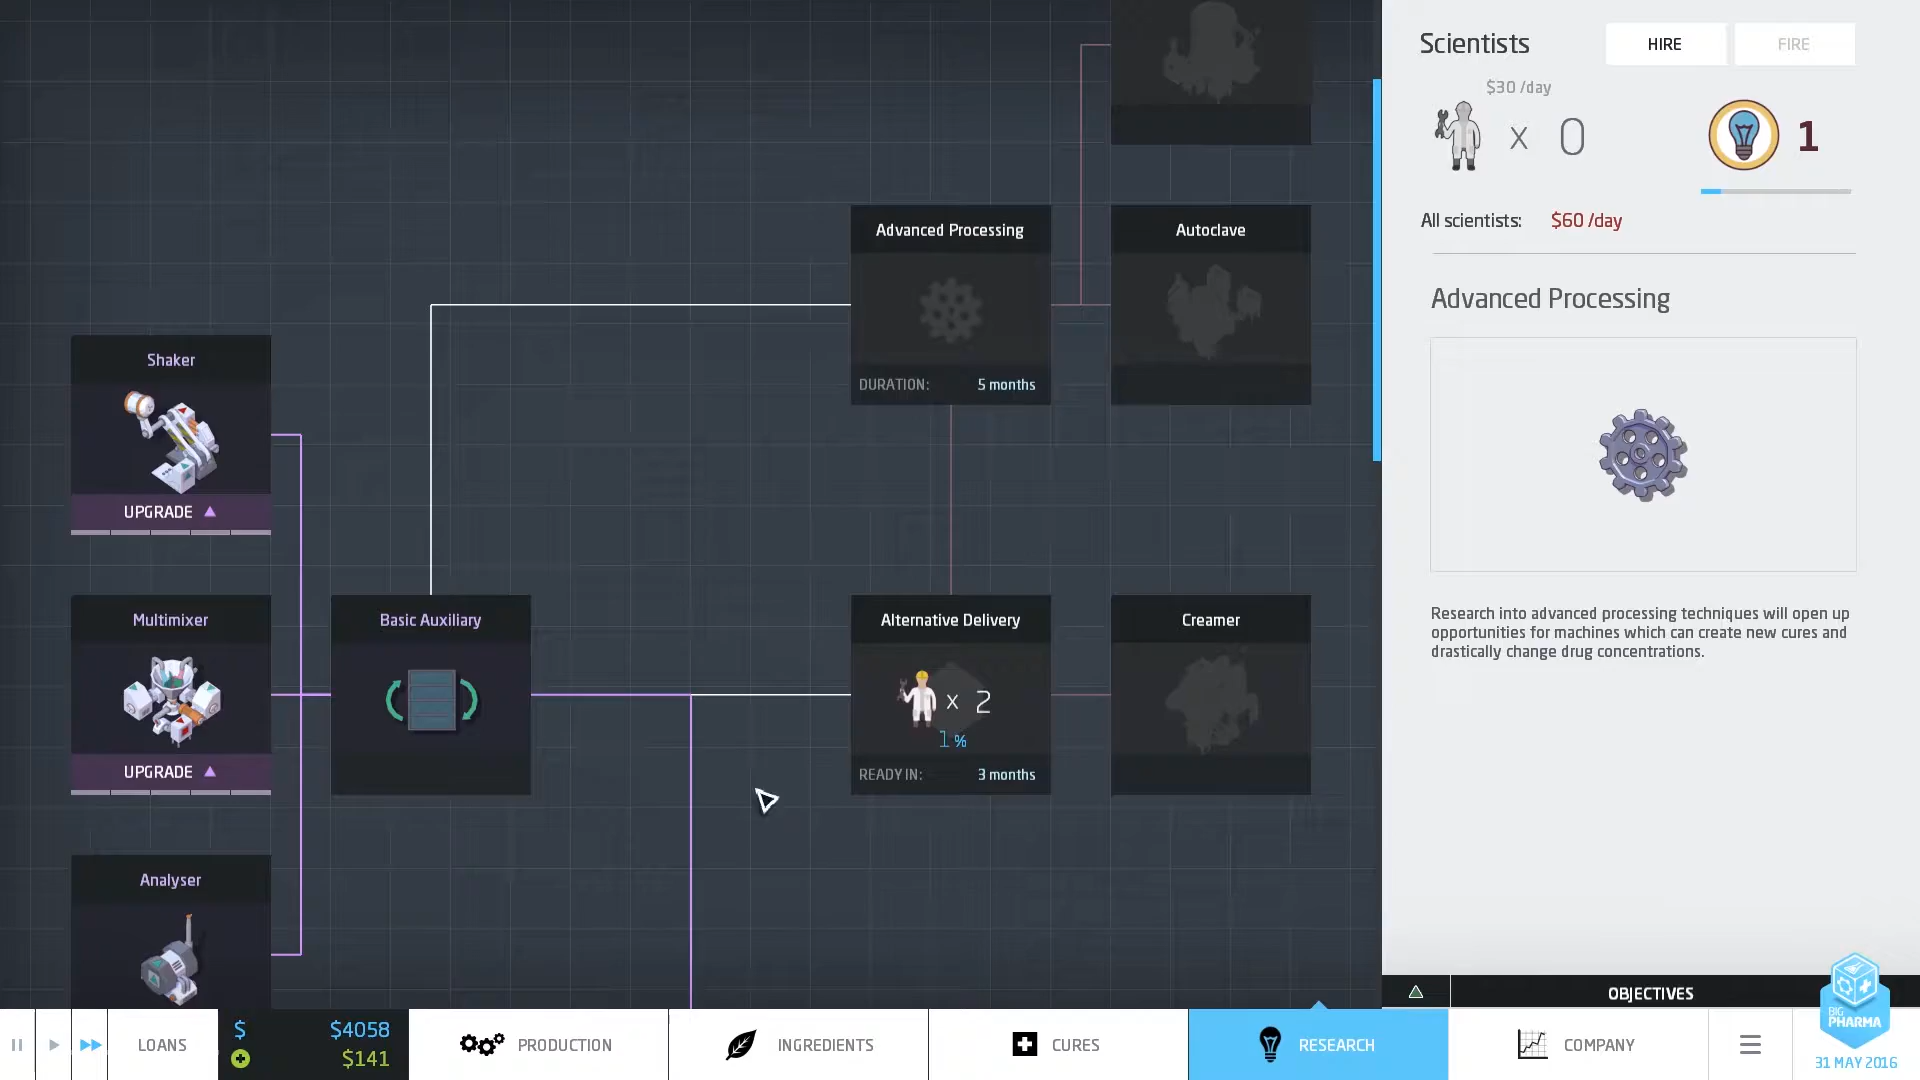 Scientists
HIRE
FIRE
$30 /day
x 0
1
All scientists: $60 /day
Advanced Processing
Autoclave
DURATION: 5 months
Advanced Processing
Shaker
UPGRADE
Multimixer
UPGRADE
Basic Auxiliary
Alternative Delivery
x 2
1 %
READY IN: 3 months
Creamer
Research into advanced processing techniques will open up
opportunities for machines which can create new cures and
drastically change drug concentrations.
Analyser
OBJECTIVES
BIG
PHARMA
31 MAY 2016
LOANS
$ $4058
$141
PRODUCTION
INGREDIENTS
CURES
RESEARCH
COMPANY